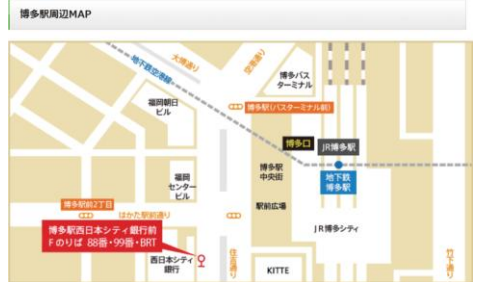 博多駅周辺MAP
大博通り
空港通り
地下鉄空港線
博多バス
ターミナル
福岡朝日
ビル
博多駅(バスターミナル前)
博多口
JR博多駅
博多駅
中央街
地下鉄
博多駅
福岡
センター
ビル
博多駅前2丁目
はかた駅前通り
駅前広場
JR博多シティ
博多駅西日本シティ銀行前
Fのりば 88番・99番・BRT
西日本シティ
銀行
住吉通り
KITTE
竹下通り